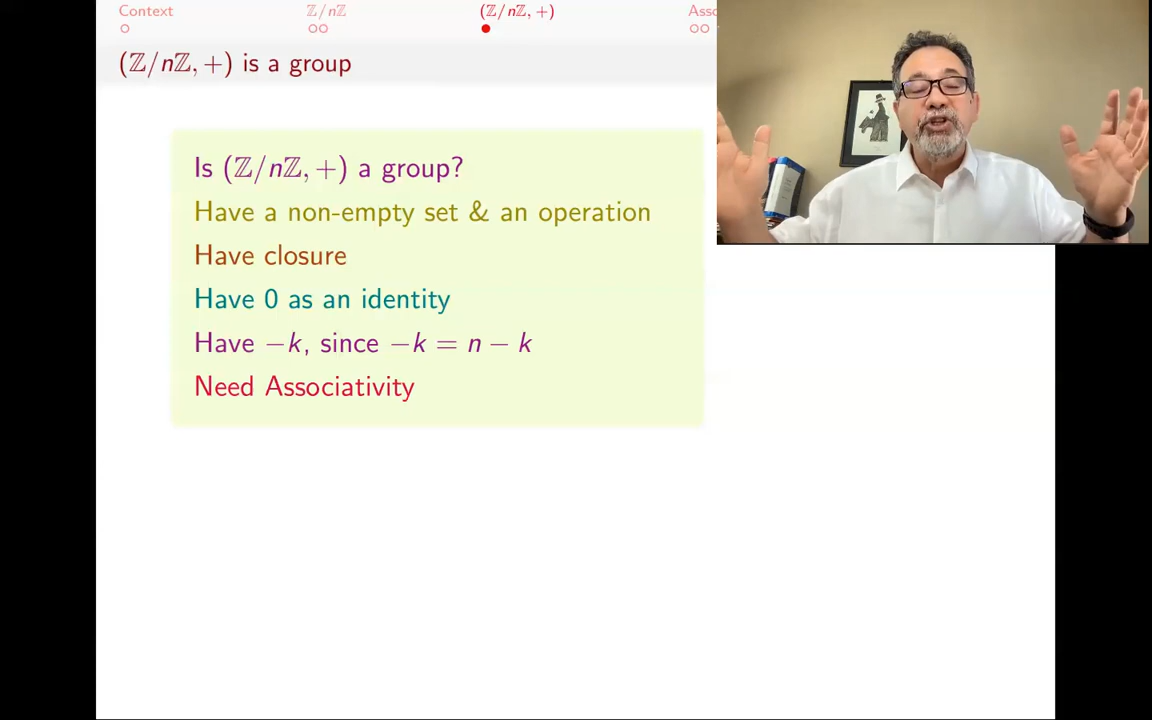 Context ℤ/nℤ (ℤ/nℤ, +) Asso
(ℤ/nℤ, +) is a group
Is (ℤ/nℤ, +) a group?
Have a non-empty set & an operation
Have closure
Have 0 as an identity
Have −k, since −k = n − k
Need Associativity